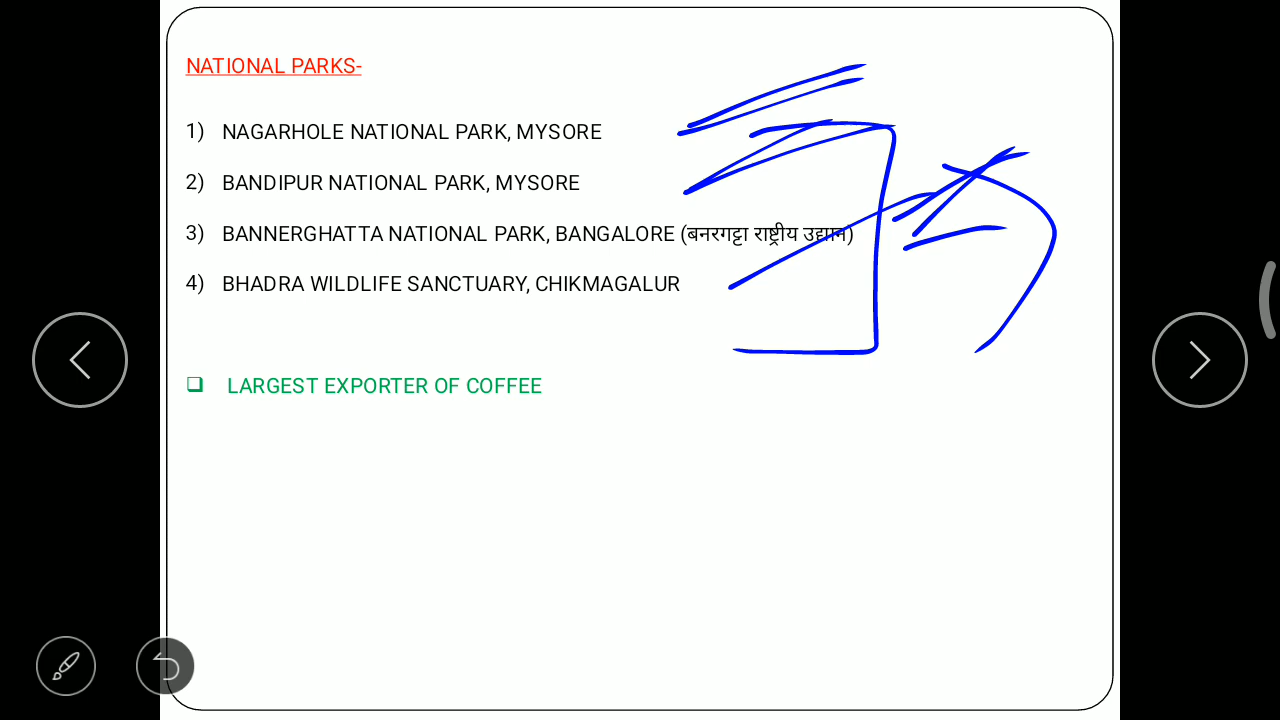 NATIONAL PARKS-
1) NAGARHOLE NATIONAL PARK, MYSORE
2) BANDIPUR NATIONAL PARK, MYSORE
3) BANNERGHATTA NATIONAL PARK, BANGALORE (बनरगट्टा राष्ट्रीय उद्यान)
4) BHADRA WILDLIFE SANCTUARY, CHIKMAGALUR
❑ LARGEST EXPORTER OF COFFEE